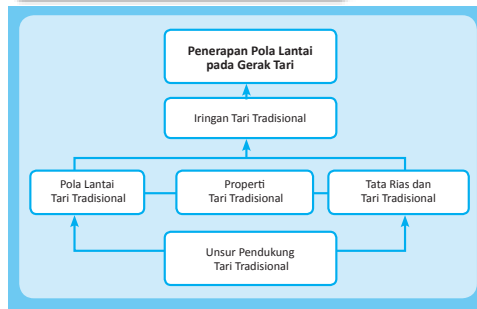 Penerapan Pola Lantai
pada Gerak Tari
Iringan Tari Tradisional
Pola Lantai
Tari Tradisional
Properti
Tari Tradisional
Tata Rias dan
Tari Tradisional
Unsur Pendukung
Tari Tradisional